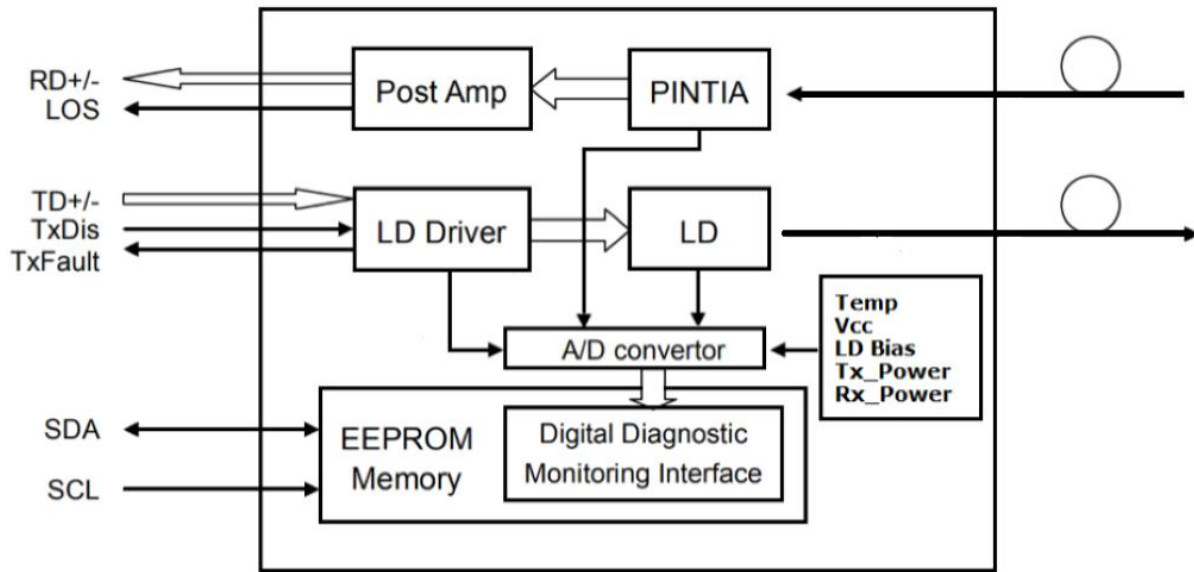 RD+/-
LOS
Post Amp
PINTIA
TD+/-
TxDis
TxFault
LD Driver
LD
Temp
Vcc
LD Bias
Tx_Power
Rx_Power
A/D convertor
SDA
SCL
EEPROM
Memory
Digital Diagnostic
Monitoring Interface